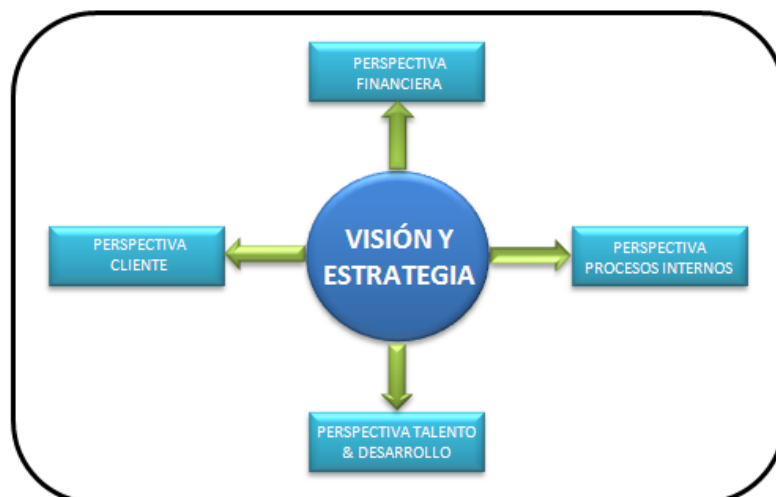 PERSPECTIVA
FINANCIERA
PERSPECTIVA
CLIENTE
VISIÓN Y
ESTRATEGIA
PERSPECTIVA
PROCESOS INTERNOS
PERSPECTIVA TALENTO
& DESARROLLO